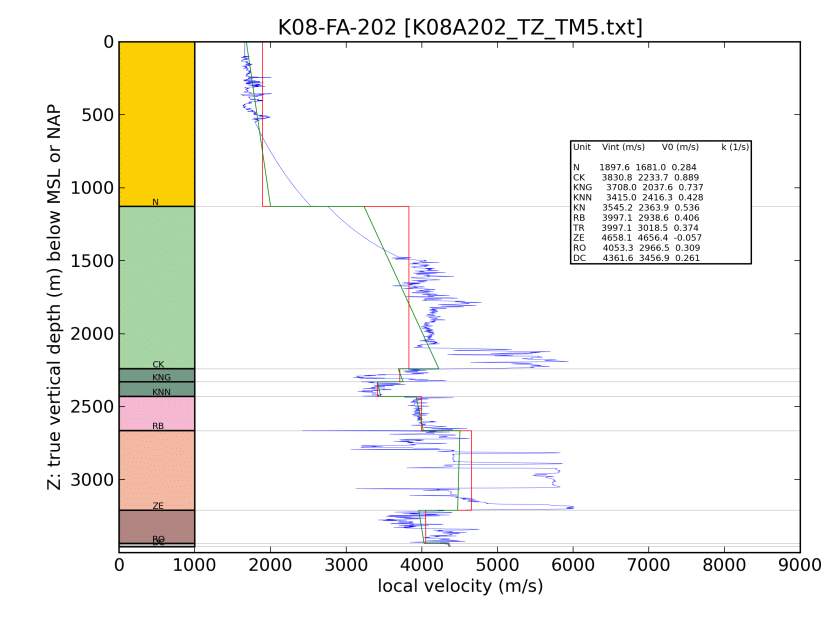 K08-FA-202 [K08A202_TZ_TM5.txt]
0
500
1000
1500
2000
2500
3000
Z: true vertical depth (m) below MSL or NAP
N
CK
KNG
KNN
RB
ZE
RO
DC
Unit Vint (m/s) V0 (m/s) k (1/s)
N 1897.6 1681.0 0.284
CK 3830.8 2233.7 0.889
KNG 3708.0 2037.6 0.737
KNN 3415.0 2416.3 0.428
KN 3545.2 2363.9 0.536
RB 3997.1 2938.6 0.406
TR 3997.1 3018.5 0.374
ZE 4658.1 4656.4 -0.057
RO 4053.3 2966.5 0.309
DC 4361.6 3456.9 0.261
0 1000 2000 3000 4000 5000 6000 7000 8000 9000
local velocity (m/s)